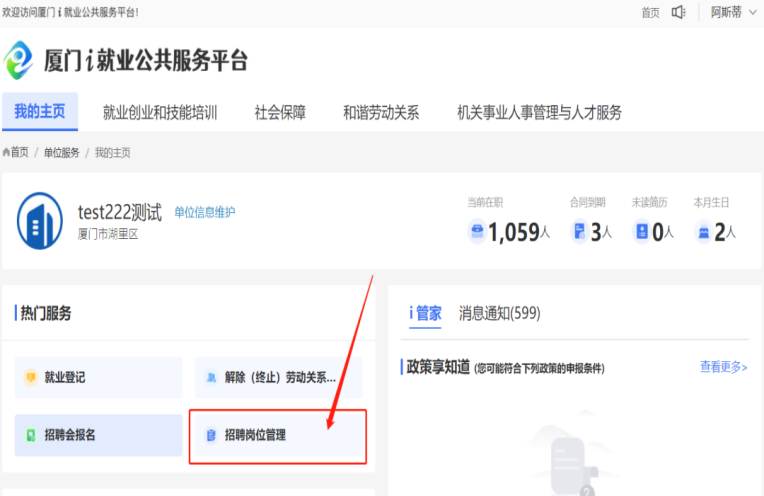 欢迎访问厦门 i 就业公共服务平台!
首页 阿斯蒂
厦门i就业公共服务平台
我的主页 就业创业和技能培训 社会保障 和谐劳动关系 机关事业人事管理与人才服务
首页 / 单位服务 / 我的主页
test222测试 单位信息维护
厦门市湖里区
当前在职 合同到期 未读简历 本月生日
1,059人 3人 0人 2人
热门服务
就业登记 解除（终止）劳动关系...
招聘会报名 招聘岗位管理
i 管家 消息通知(599)
政策享知道 (您可能符合下列政策的申报条件) 查看更多>